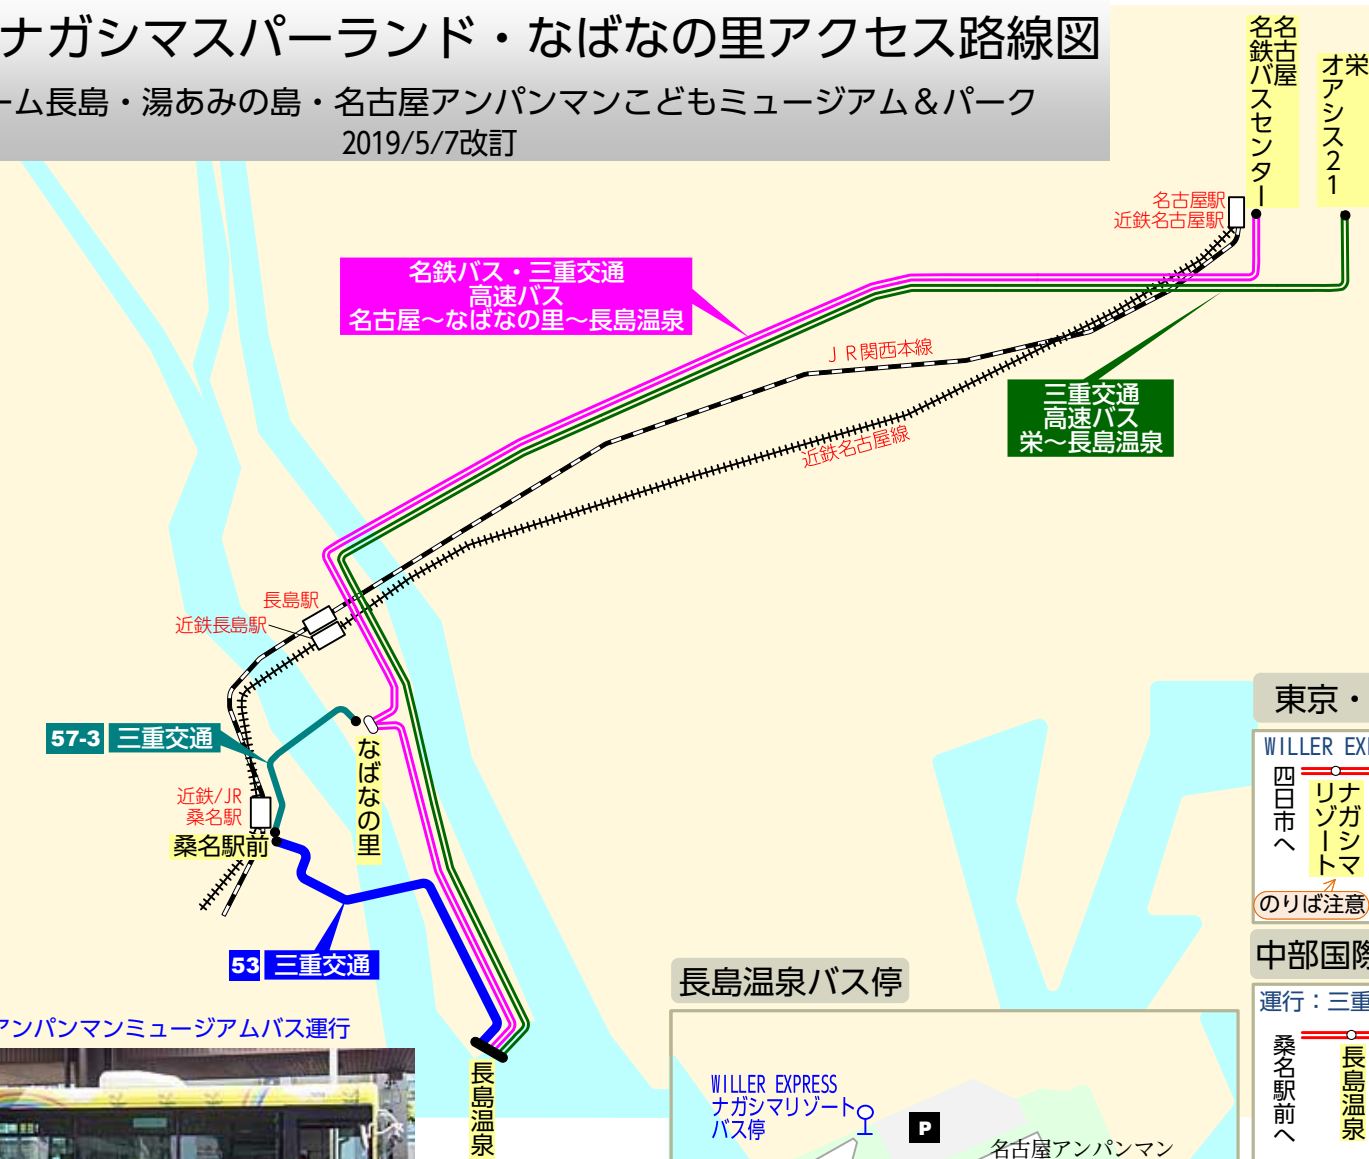 ナガシマスパーランド・なばなの里アクセス路線図
ーム長島・湯あみの島・名古屋アンパンマンこどもミュージアム＆パーク
2019/5/7改訂
名古屋
名鉄バスセンター
栄
オアシス21
名古屋駅
近鉄名古屋駅
名鉄バス・三重交通
高速バス
名古屋～なばなの里～長島温泉
ＪＲ関西本線
三重交通
高速バス
栄～長島温泉
近鉄名古屋線
長島駅
近鉄長島駅
57-3 三重交通
なばなの里
近鉄/JR
桑名駅
桑名駅前
53 三重交通
長島温泉
アンパンマンミュージアムバス運行
長島温泉バス停
WILLER EXPRESS
ナガシマリゾート
バス停
P
名古屋アンパンマン
東京・
WILLER EX
四日市へ
ナガシマ
リゾート
のりば注意
中部国際
運行：三重
桑名駅前へ
長島温泉